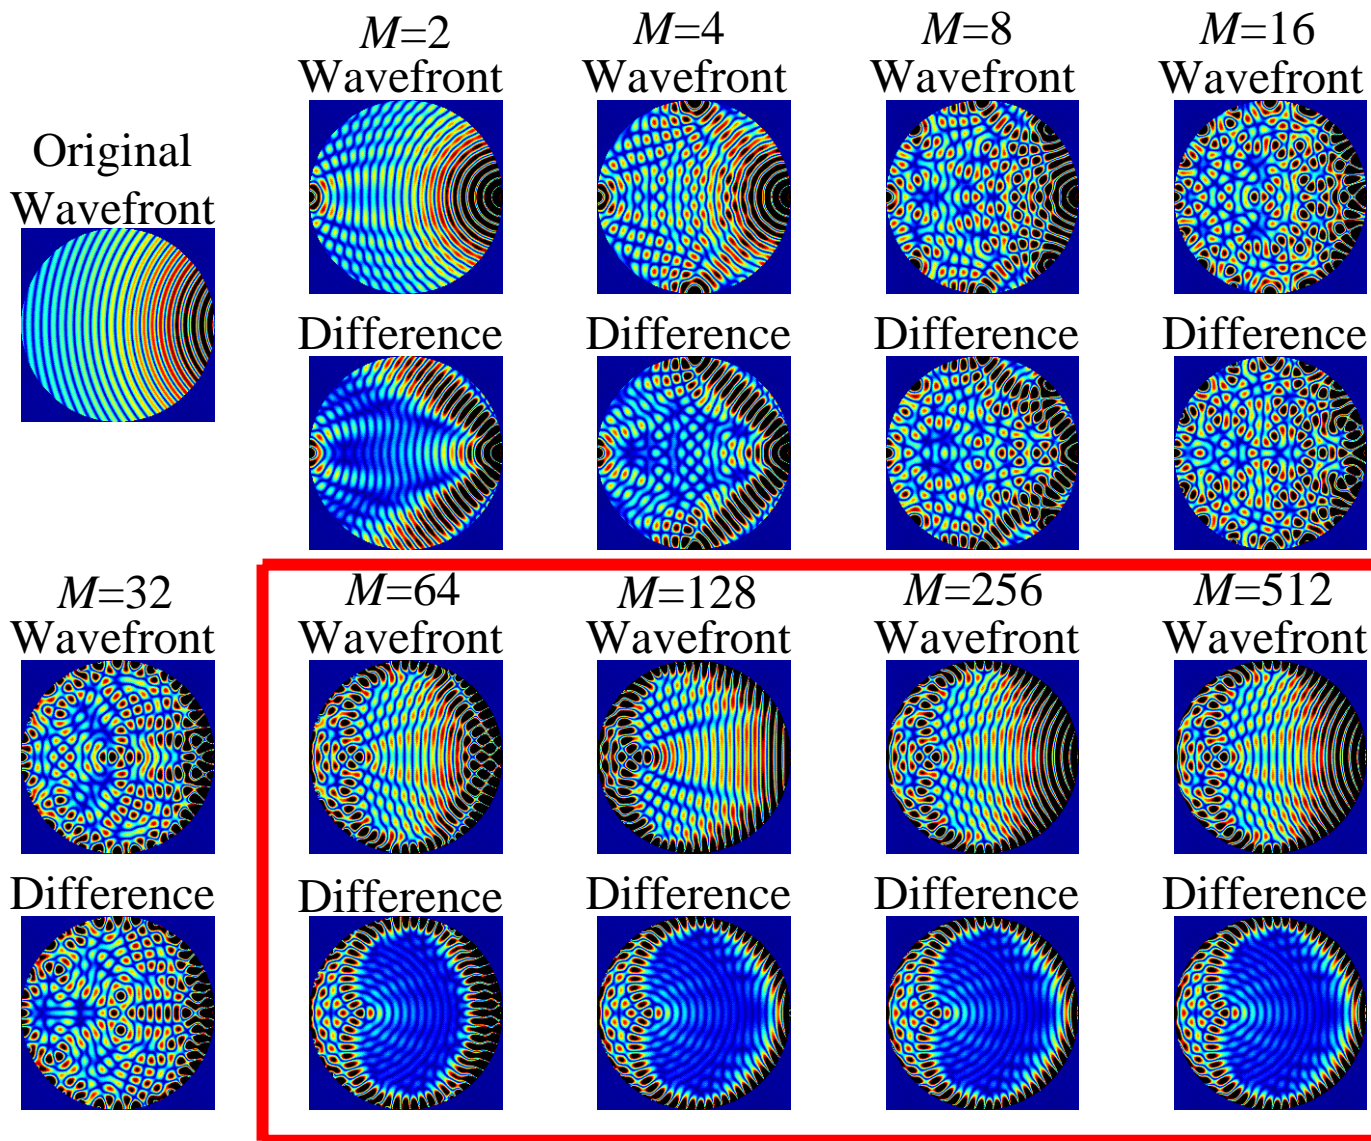 M=2
Wavefront
M=4
Wavefront
M=8
Wavefront
M=16
Wavefront
Original
Wavefront
Difference
Difference
Difference
Difference
M=32
Wavefront
M=64
Wavefront
M=128
Wavefront
M=256
Wavefront
M=512
Wavefront
Difference
Difference
Difference
Difference
Difference